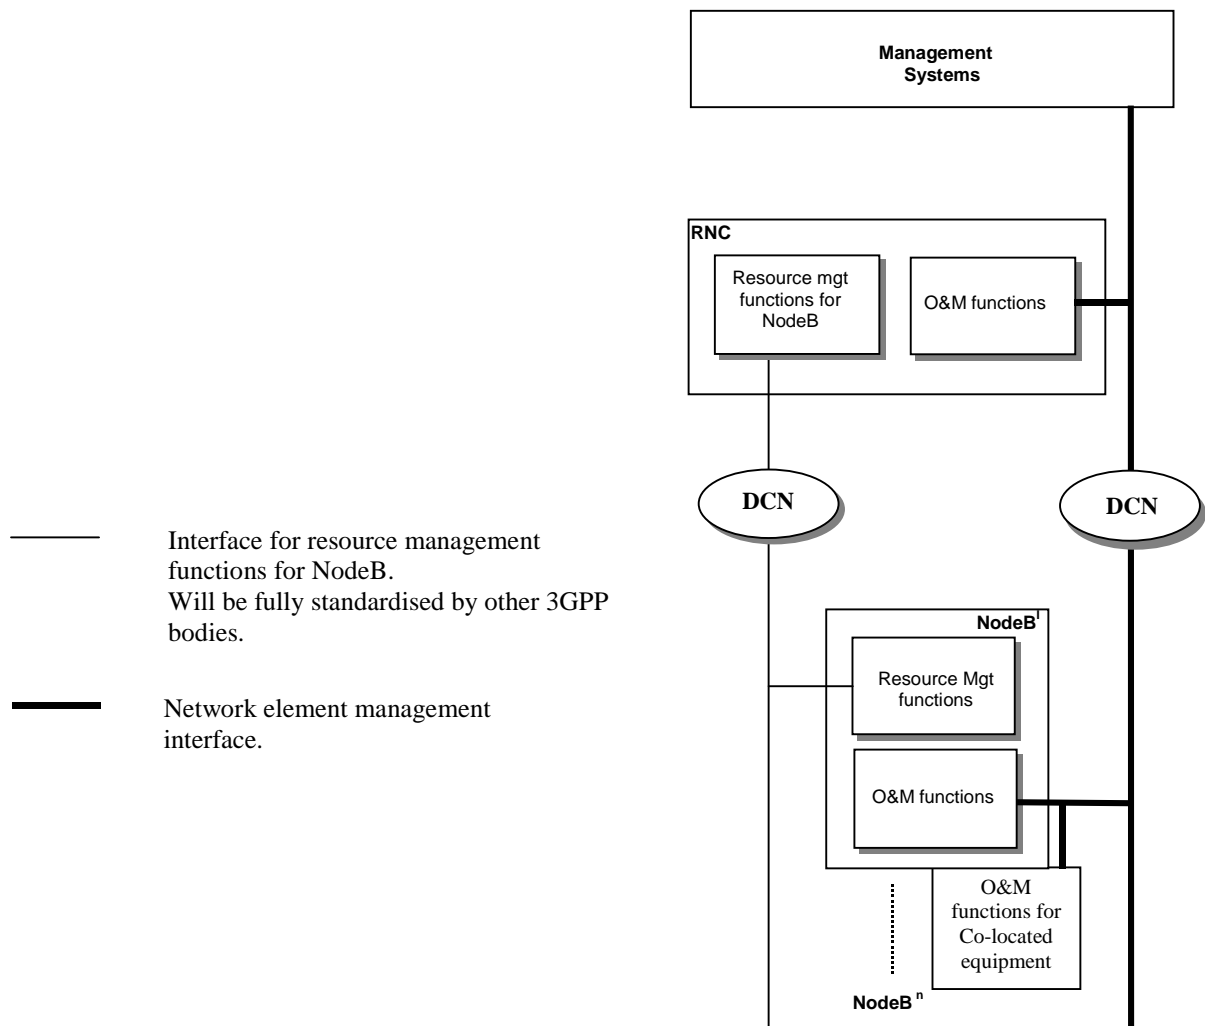 Management
Systems
RNC
Resource mgt
functions for
NodeB
O&M functions
DCN
DCN
Interface for resource management
functions for NodeB.
Will be fully standardised by other 3GPP
bodies.
NodeB
Resource Mgt
functions
Network element management
interface.
O&M functions
O&M
functions for
Co-located
equipment
NodeB n